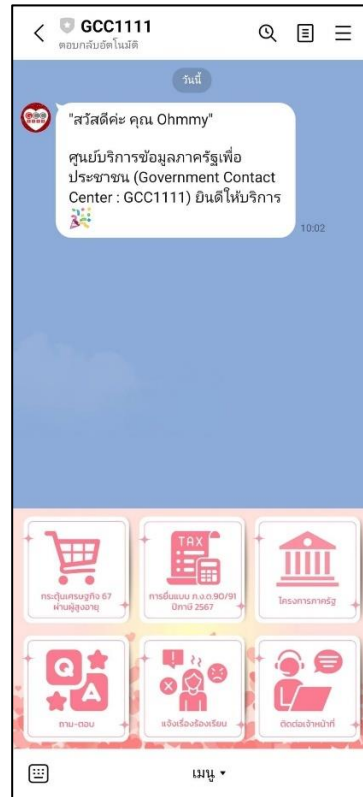 GCC1111
ตอบกลับอัตโนมัติ
วันนี้
"สวัสดีค่ะ คุณ Ohmmy"
ศูนย์บริการข้อมูลภาครัฐเพื่อ
ประชาชน (Government Contact
Center : GCC1111) ยินดีให้บริการ
10:02
TAX
กระตุ้นเศรษฐกิจ 67
ผ่านผู้สูงอายุ
การยื่นแบบ ภ.ง.ด.90/91
ปีภาษี 2567
โครงการภาครัฐ
Q
A
ถาม-ตอบ
แจ้งเรื่องร้องเรียน
ติดต่อเจ้าหน้าที่
เมนู